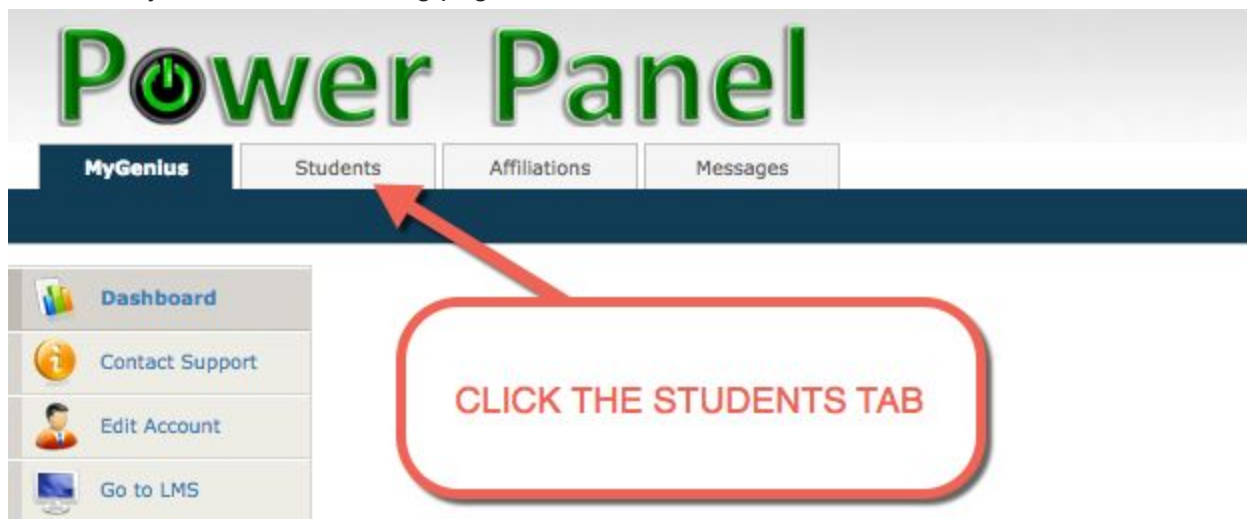 Power Panel
MyGenius Students Affiliations Messages
Dashboard
Contact Support
CLICK THE STUDENTS TAB
Edit Account
Go to LMS